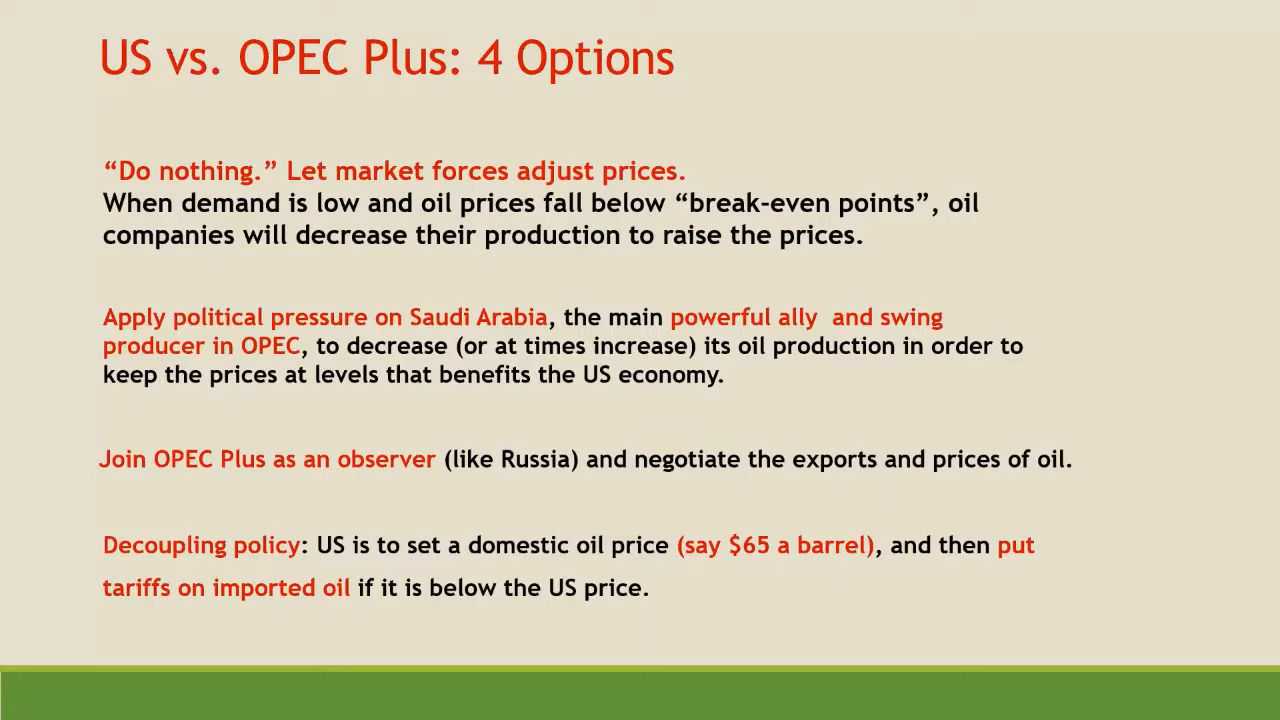 US vs. OPEC Plus: 4 Options
“Do nothing.” Let market forces adjust prices.
When demand is low and oil prices fall below “break-even points”, oil
companies will decrease their production to raise the prices.
Apply political pressure on Saudi Arabia, the main powerful ally and swing
producer in OPEC, to decrease (or at times increase) its oil production in order to
keep the prices at levels that benefits the US economy.
Join OPEC Plus as an observer (like Russia) and negotiate the exports and prices of oil.
Decoupling policy: US is to set a domestic oil price (say $65 a barrel), and then put
tariffs on imported oil if it is below the US price.